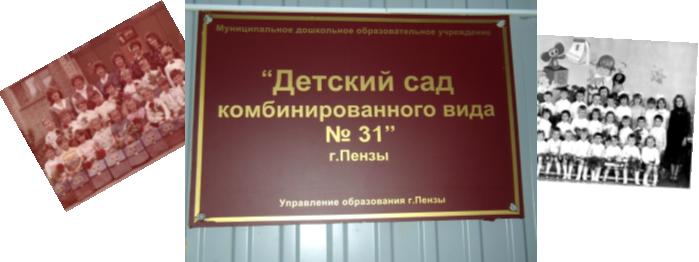 Муниципальное дошкольное образовательное учреждение
“Детский сад
комбинированного вида
№ 31”
г.Пензы
Управление образования г.Пензы